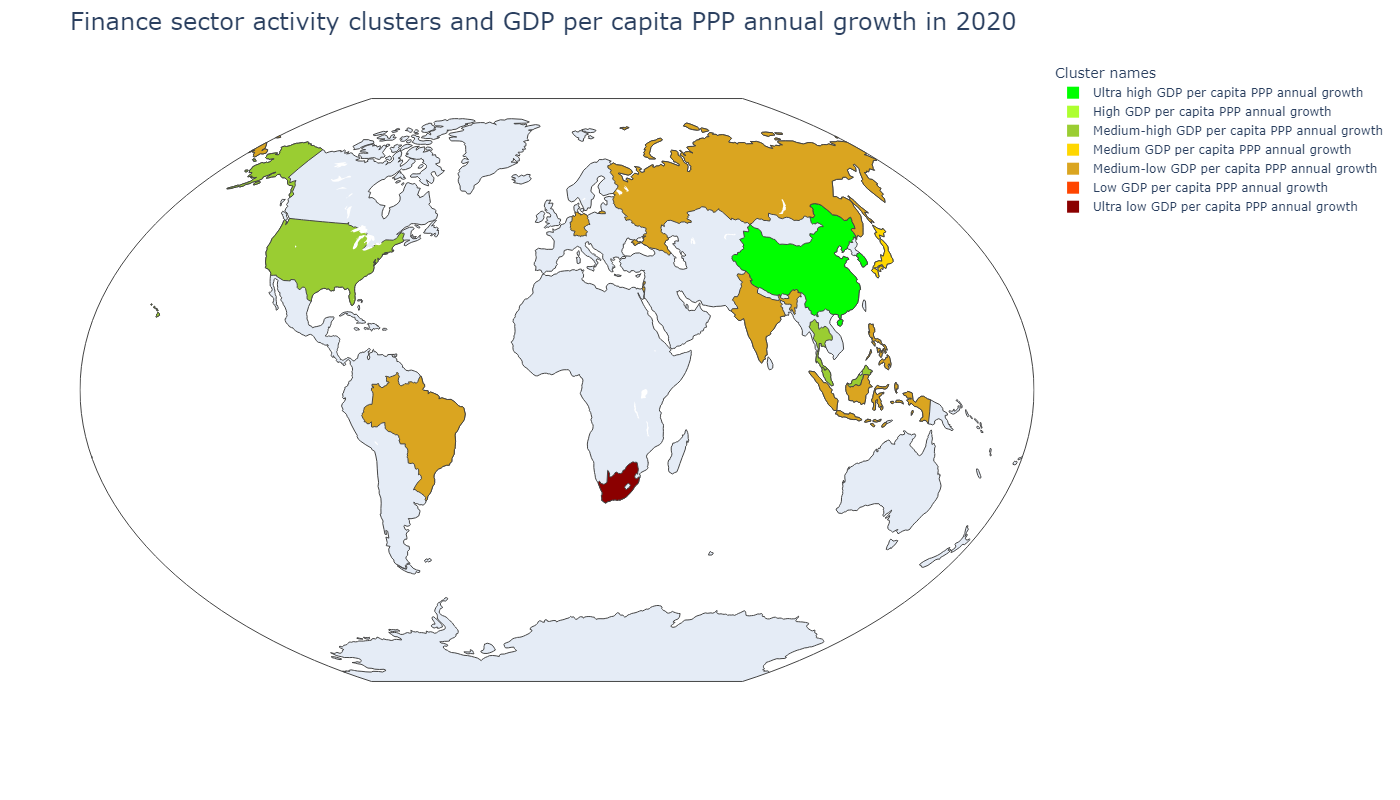 Finance sector activity clusters and GDP per capita PPP annual growth in 2020
Cluster names
Ultra high GDP per capita PPP annual growth
High GDP per capita PPP annual growth
Medium-high GDP per capita PPP annual growth
Medium GDP per capita PPP annual growth
Medium-low GDP per capita PPP annual growth
Low GDP per capita PPP annual growth
Ultra low GDP per capita PPP annual growth